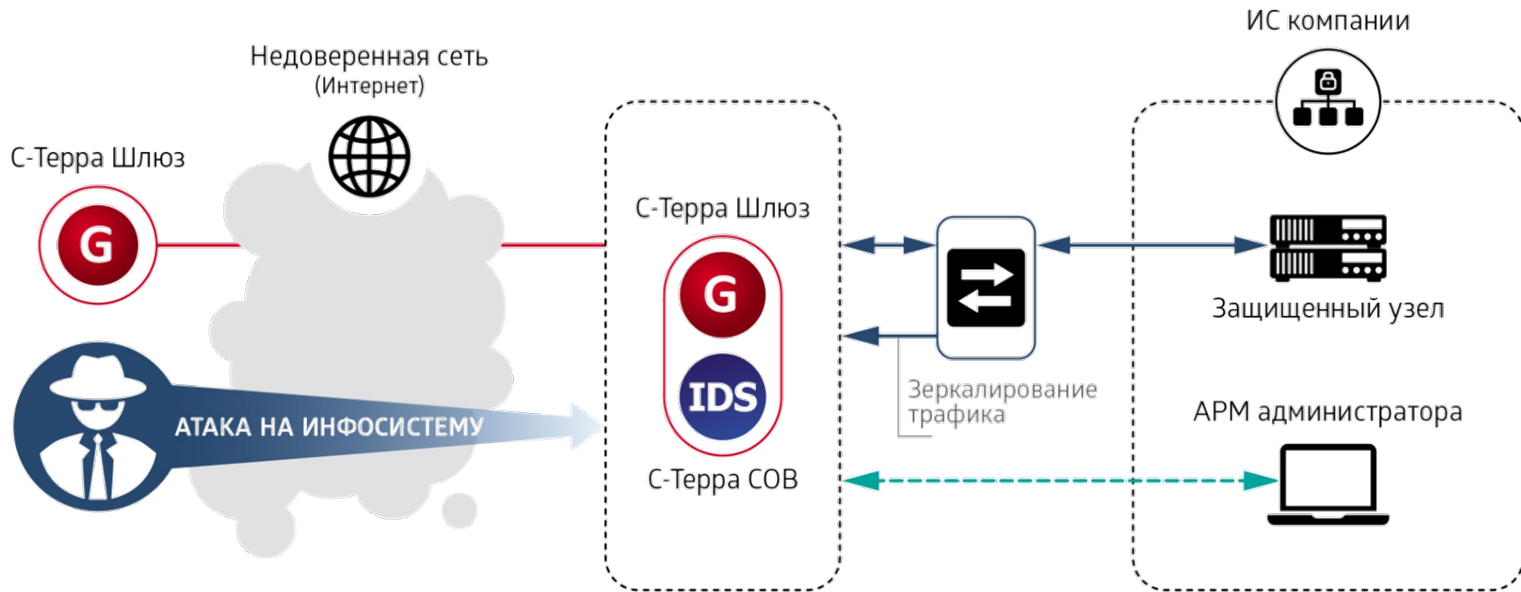 ИС компании
Недоверенная сеть
(Интернет)
С-Терра Шлюз
G
С-Терра Шлюз
G
IDS
С-Терра СОВ
АТАКА НА ИНФОСИСТЕМУ
Зеркалирование
трафика
Защищенный узел
АРМ администратора